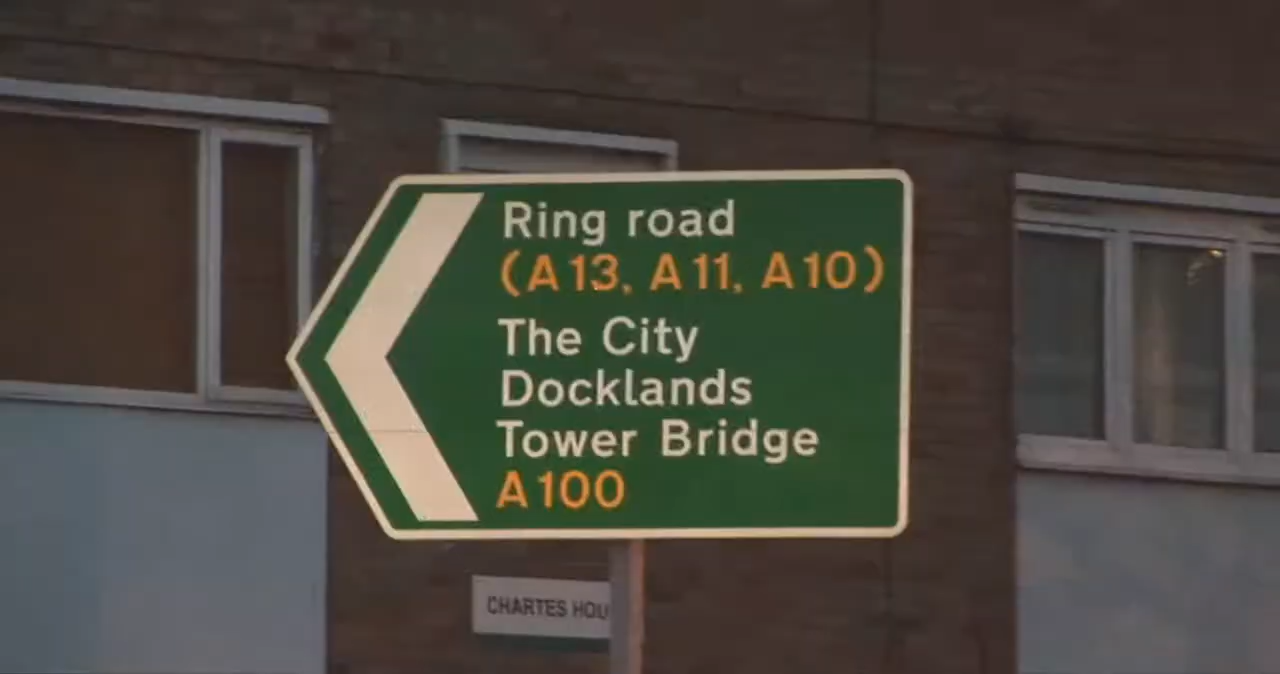 Ring road
(A13, A11, A10)
The City
Docklands
Tower Bridge
A100
CHARTES HOU